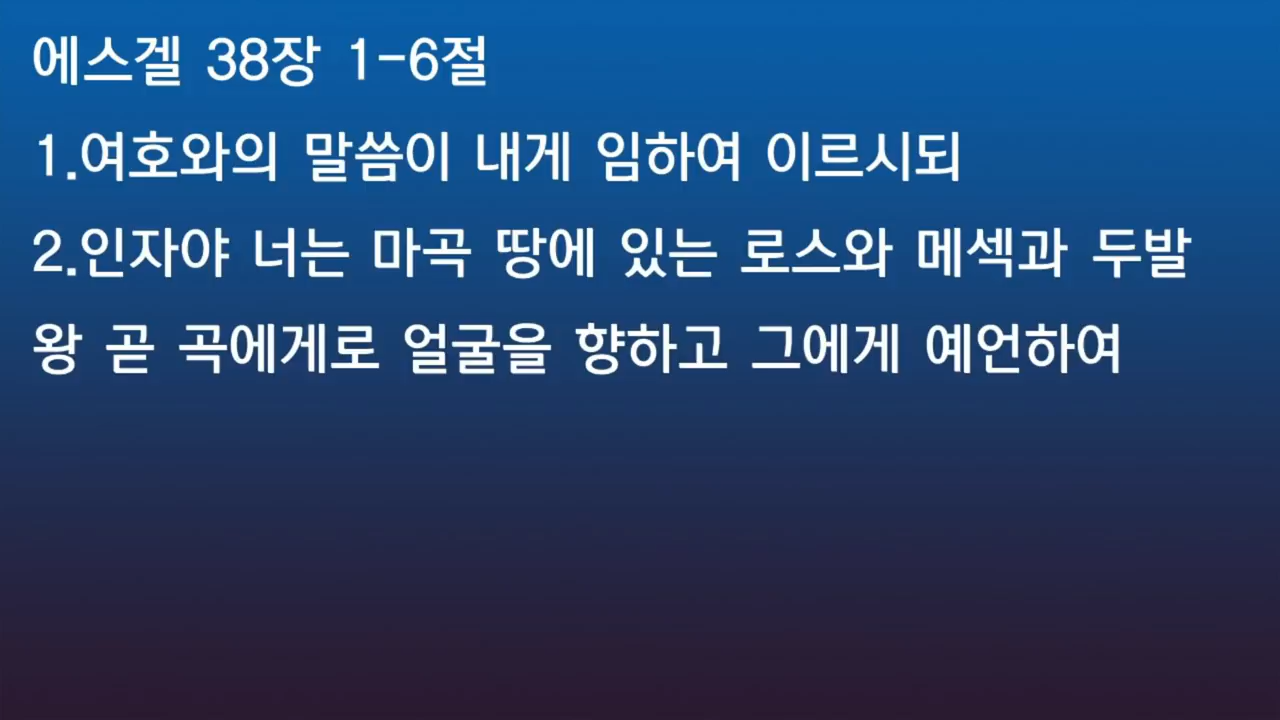 에스겔 38장 1-6절
1.여호와의 말씀이 내게 임하여 이르시되
2.인자야 너는 마곡 땅에 있는 로스와 메섹과 두발
왕 곧 곡에게로 얼굴을 향하고 그에게 예언하여